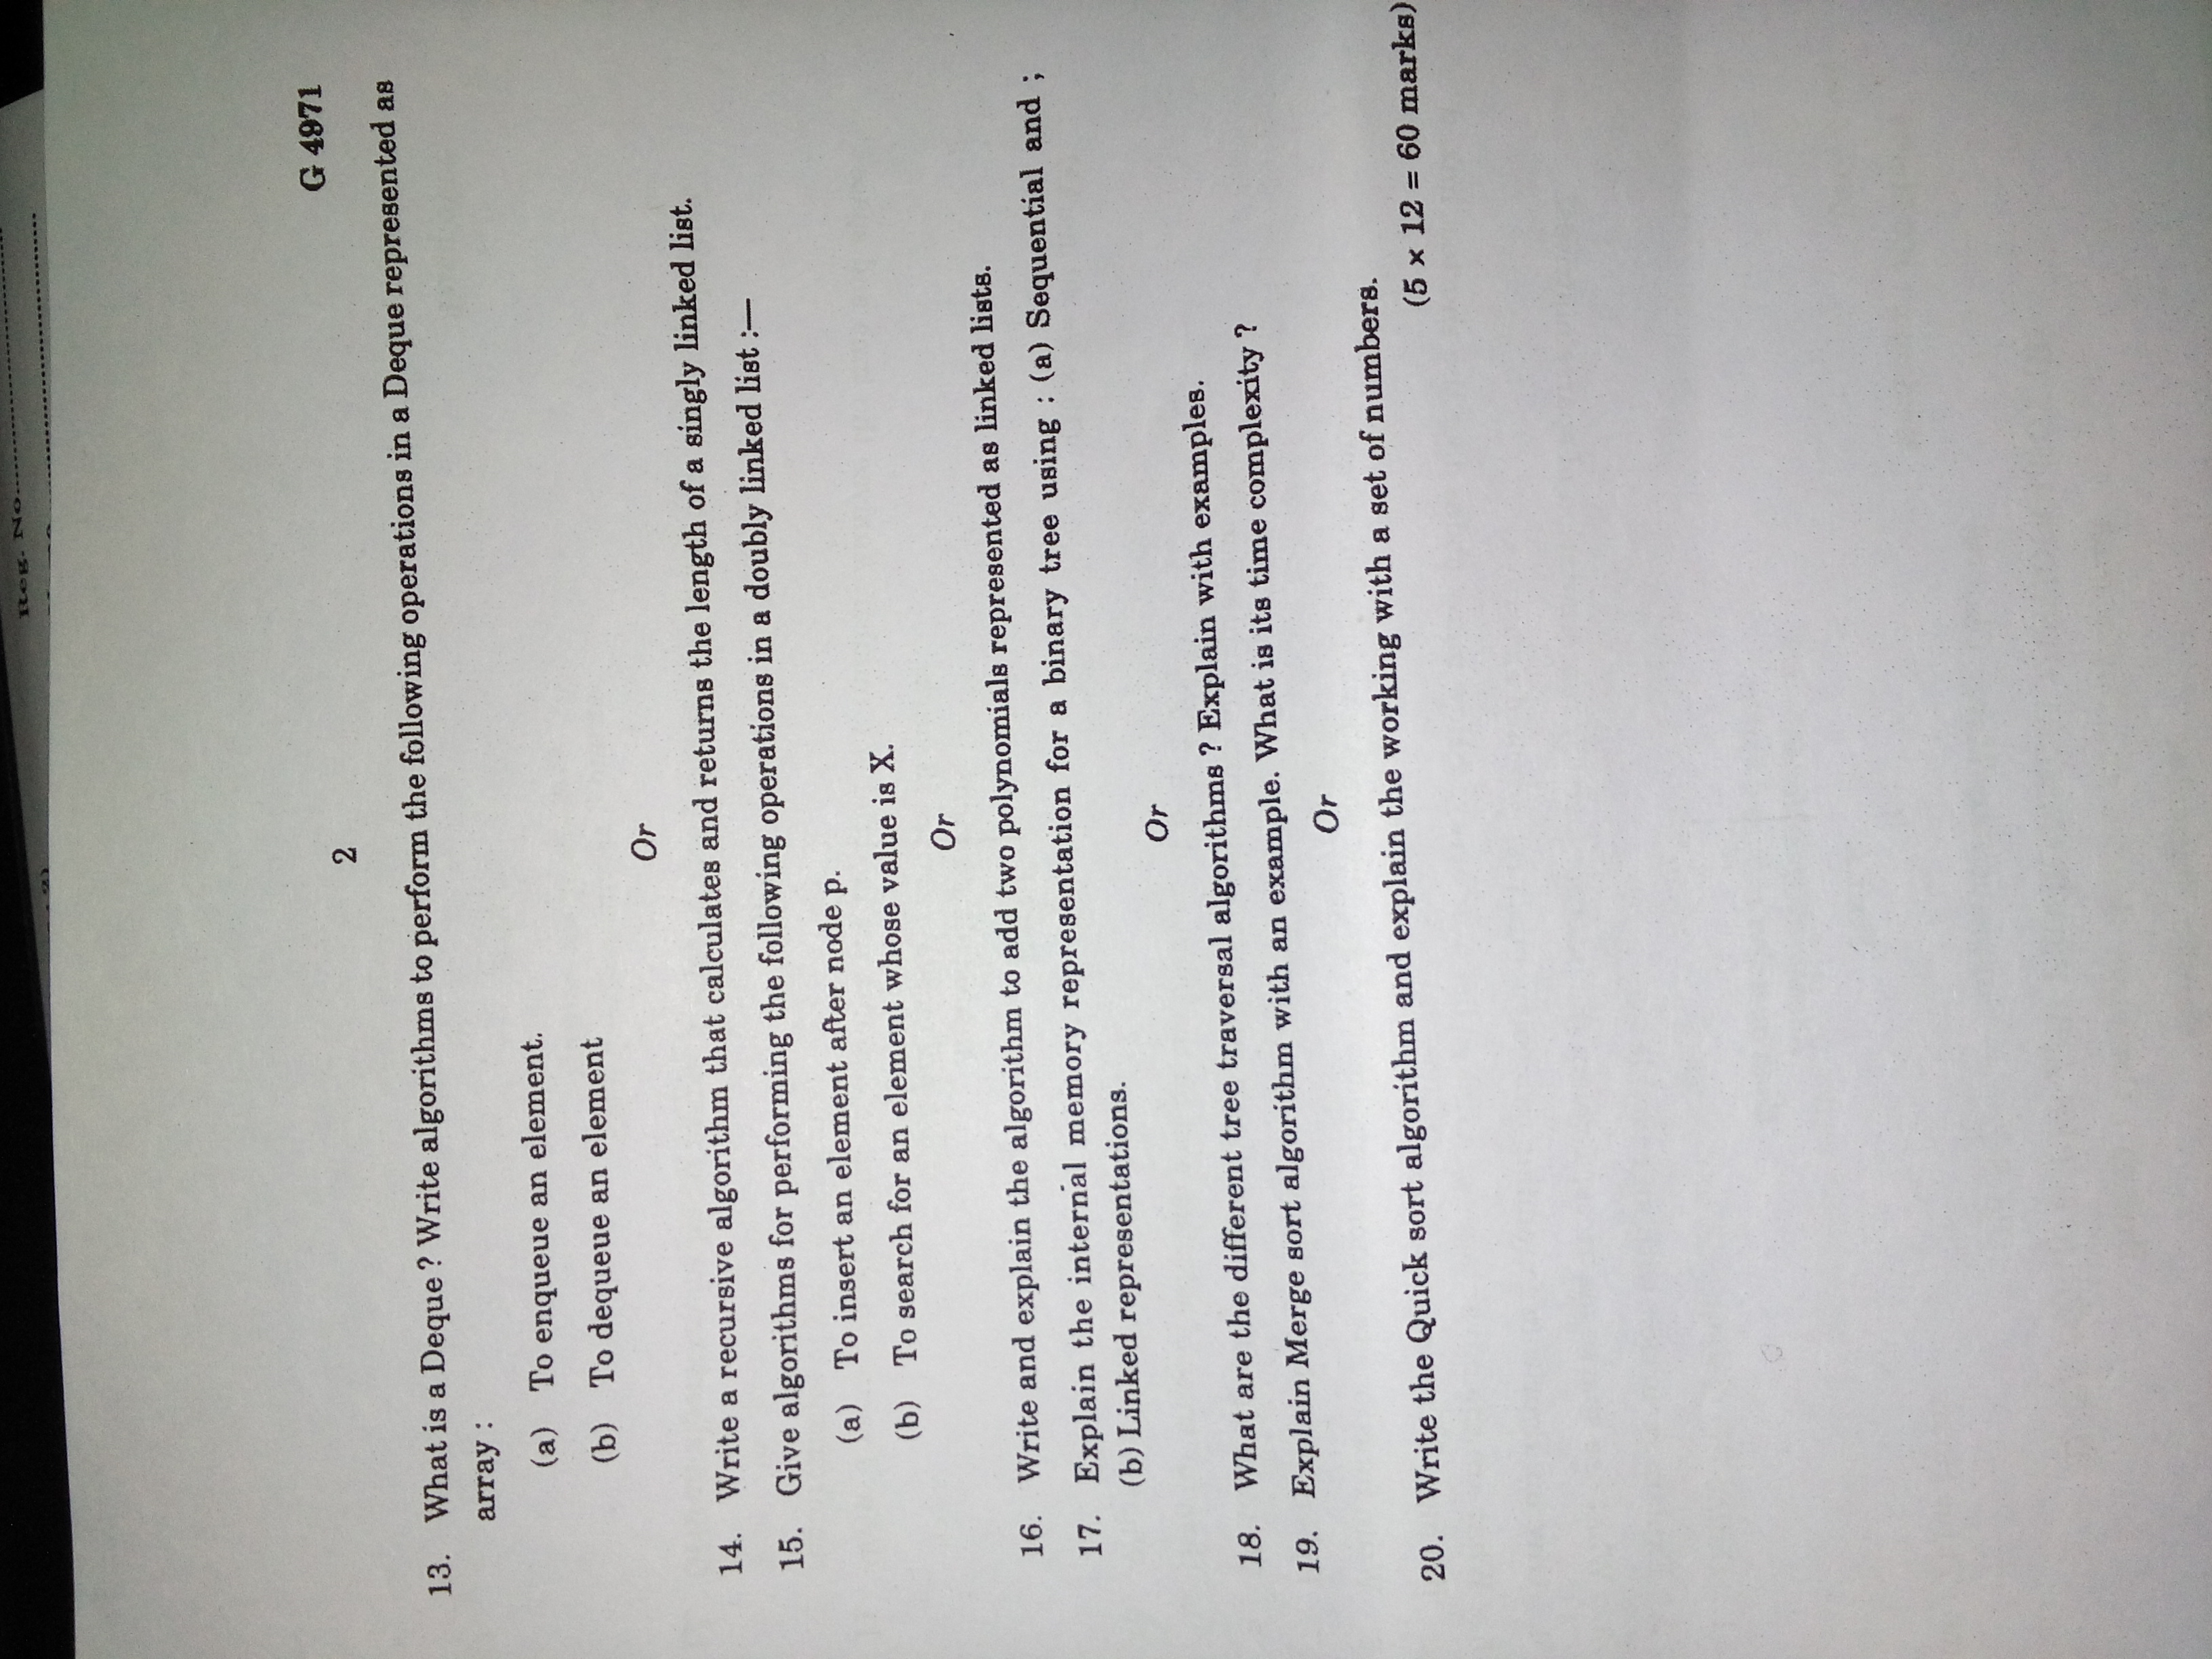 Reg. No.
2)
G 4971
2
13. What is a Deque ? Write algorithms to perform the following operations in a Deque represented as
array :
(a) To enqueue an element.
(b) To dequeue an element
Or
14. Write a recursive algorithm that calculates and returns the length of a singly linked list.
15. Give algorithms for performing the following operations in a doubly linked list :—
(a) To insert an element after node p.
(b) To search for an element whose value is X.
Or
16. Write and explain the algorithm to add two polynomials represented as linked lists.
17. Explain the internal memory representation for a binary tree using : (a) Sequential and ;
(b) Linked representations.
Or
18. What are the different tree traversal algorithms ? Explain with examples.
19. Explain Merge sort algorithm with an example. What is its time complexity ?
Or
20. Write the Quick sort algorithm and explain the working with a set of numbers.
(5 × 12 = 60 marks)